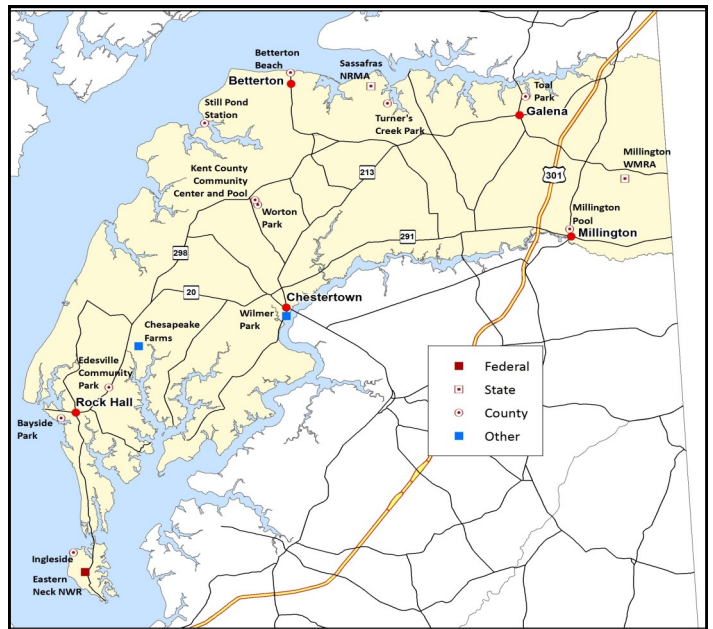 Betterton
Beach
Betterton
Sassafras
NRMA
Toal
Park
Galena
Still Pond
Station
Turner's
Creek Park
Kent County
Community
Center and Pool
Worton
Park
213
301
Millington
WMRA
Millington
Pool
Millington
291
298
20
Chestertown
Wilmer
Park
Chesapeake
Farms
Edesville
Community
Park
Rock Hall
Bayside
Park
Federal
State
County
Other
Ingleside
Eastern
Neck NWR